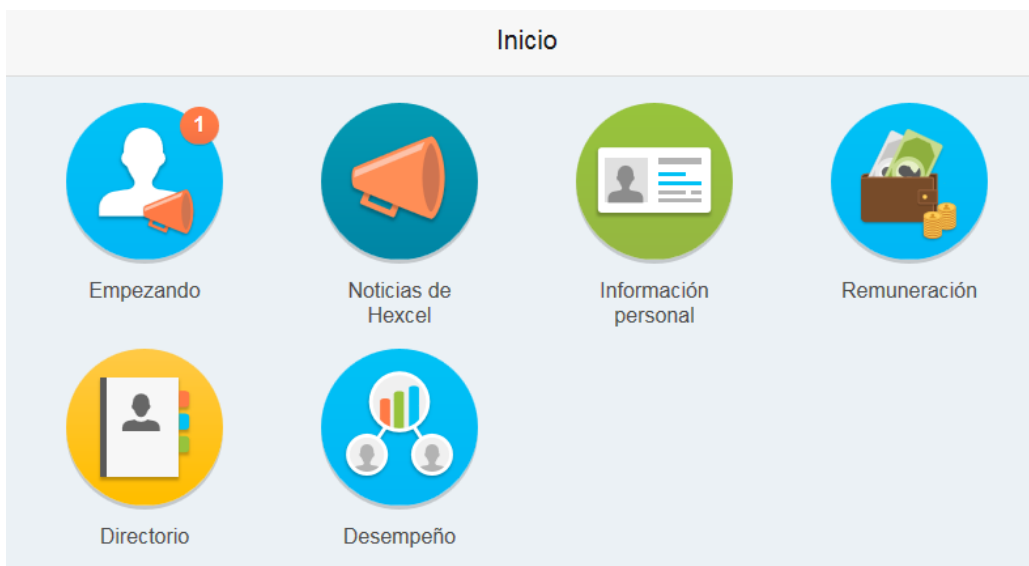 Inicio
1
Empezando
Noticias de
Hexcel
Información
personal
Remuneración
Directorio
Desempeño